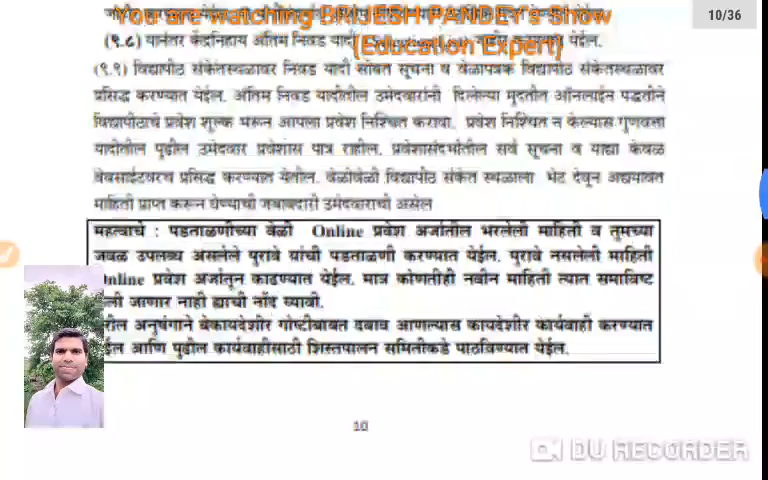 You are watching BRIJESH PANDEY's Show
10/36
(Education Expert)
(९.८) यानंतर केंद्रनिहाय अंतिम निवड यादी येईल.
(९.९) विद्यापीठ संकेतस्थळावर निवड यादी सोबत सूचना व वेळापत्रक विद्यापीठ संकेतस्थळावर
प्रसिद्ध करण्यात येईल. अंतिम निवड यादीतील उमेदवारांनी दिलेल्या मुदतीत ऑनलाईन पद्धतीने
विद्यापीठाचे प्रवेश शुल्क भरून आपला प्रवेश निश्चित करावा. प्रवेश निश्चित न केल्यास गुणवत्ता
यादीतील पुढील उमेदवार प्रवेशास पात्र राहील. प्रवेशासंदर्भातील सर्व सूचना व याद्या केवळ
वेबसाईटवरच प्रसिद्ध करण्यात येतील. वेळोवेळी विद्यापीठ संकेत स्थळाला भेट देवून अद्ययावत
माहिती प्राप्त करून घेण्याची जबाबदारी उमेदवाराची असेल
महत्वाचे : पडताळणीच्या वेळी Online प्रवेश अर्जातील भरलेली माहिती व तुमच्या
जवळ उपलब्ध असलेले पुरावे यांची पडताळणी करण्यात येईल. पुरावे नसलेली माहिती
Online प्रवेश अर्जातून काढण्यात येईल. मात्र कोणतीही नवीन माहिती त्यात समाविष्ट
केली जाणार नाही ह्याची नोंद घ्यावी.
वरील अनुषंगाने बेकायदेशीर गोष्टीबाबत दबाव आणल्यास कायदेशीर कार्यवाही करण्यात
येईल आणि पुढील कार्यवाहीसाठी शिस्तपालन समितीकडे पाठविण्यात येईल.
10
DU RECORDER